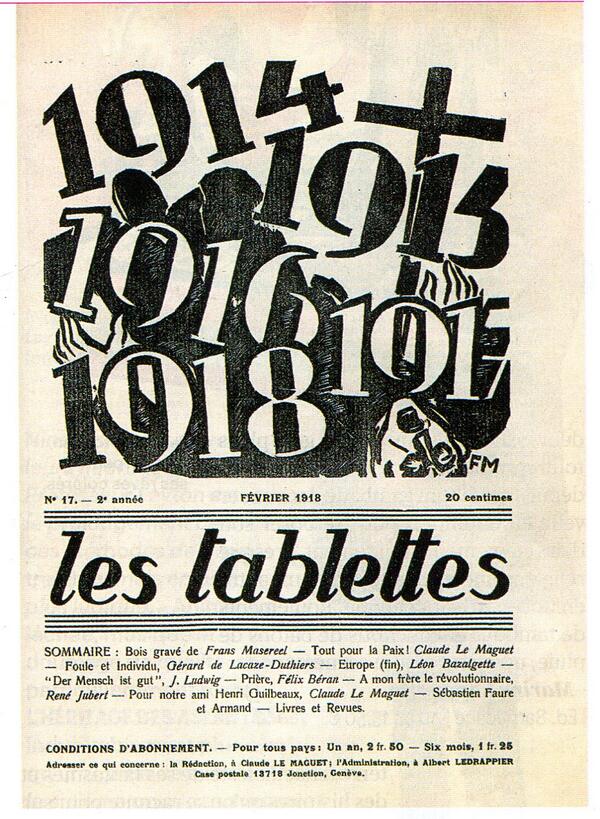 1914
1915
1916
1917
1918
FM
Nº 17. — 2ᵉ année FÉVRIER 1918 20 centimes
les tablettes
SOMMAIRE : Bois gravé de Frans Masereel — Tout pour la Paix! Claude Le Maguet
— Foule et Individu, Gérard de Lacaze-Duthiers — Europe (fin), Léon Bazalgette —
"Der Mensch ist gut", J. Ludwig — Prière, Félix Béran — A mon frère le révolutionnaire,
René Jubert — Pour notre ami Henri Guilbeaux, Claude Le Maguet — Sébastien Faure
et Armand — Livres et Revues.
CONDITIONS D'ABONNEMENT. — Pour tous pays: Un an, 2 fr. 50 — Six mois, 1 fr. 25
Adresser ce qui concerne : la Rédaction, à Claude LE MAGUET; l'Administration, à Albert LEDRAPPIER
Case postale 13718 Jonction, Genève.